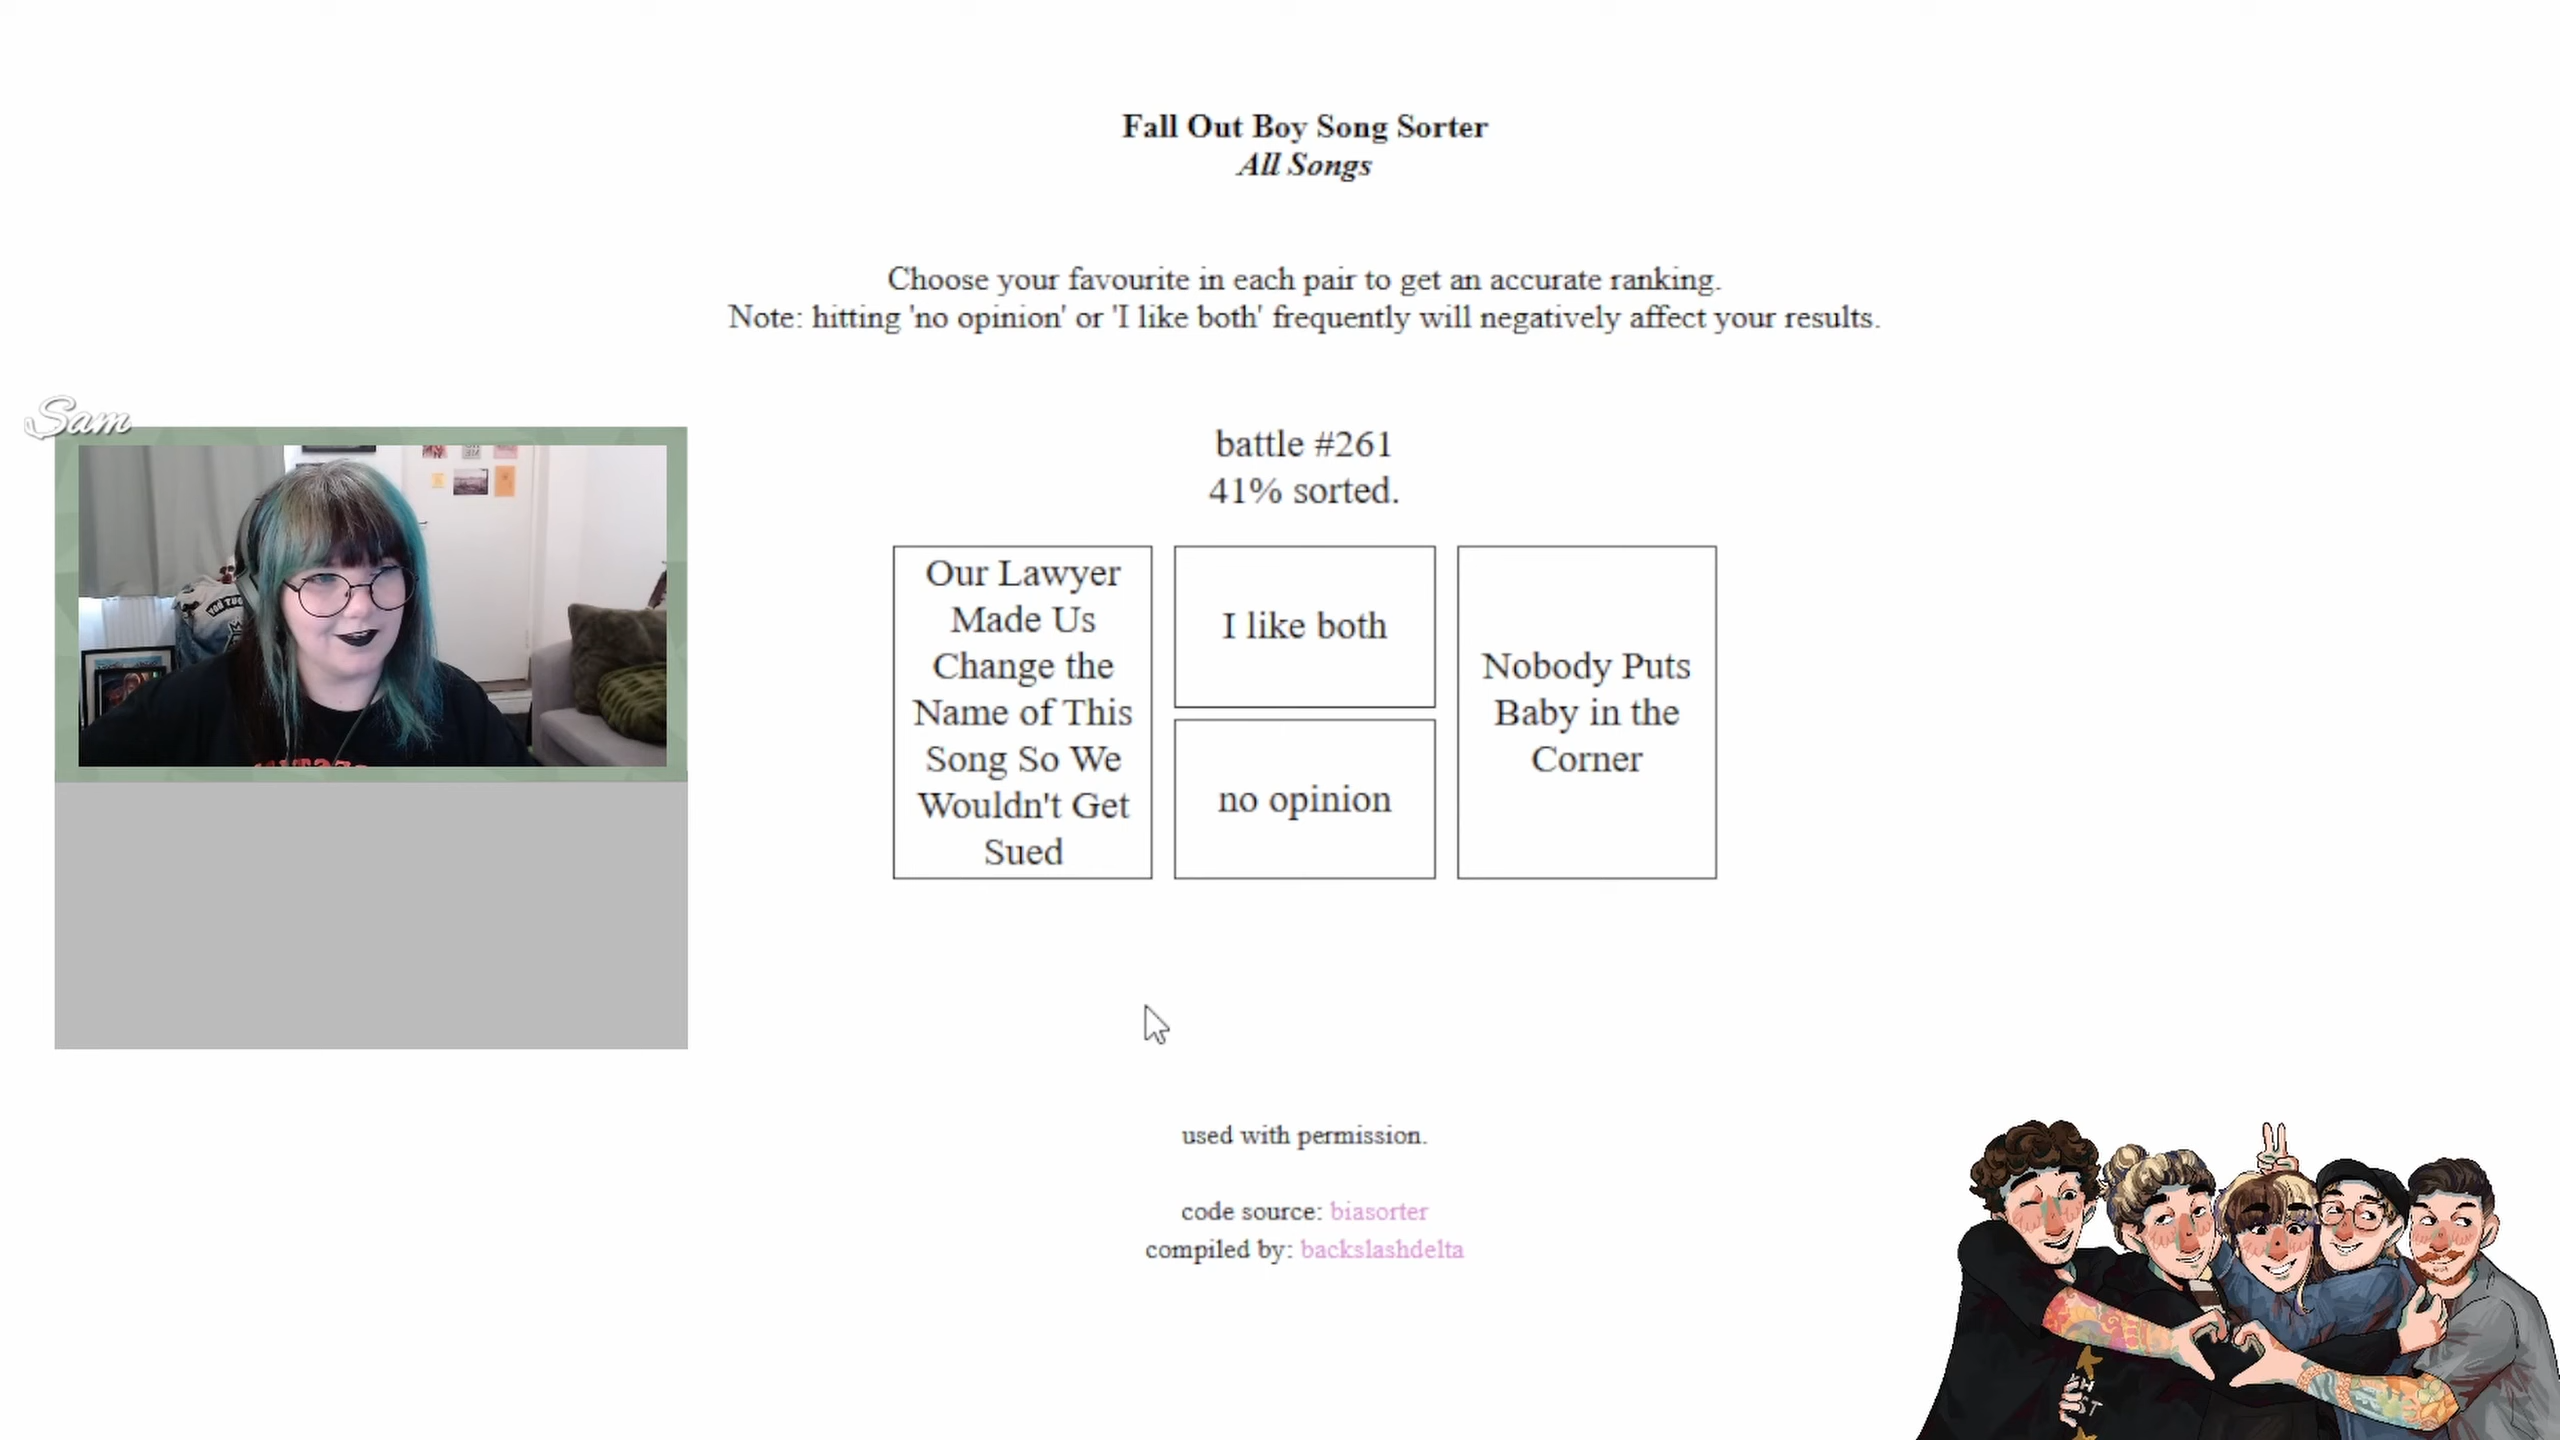 Fall Out Boy Song Sorter
All Songs
Choose your favourite in each pair to get an accurate ranking.
Note: hitting 'no opinion' or 'I like both' frequently will negatively affect your results.
Sam
battle #261
41% sorted.
Our Lawyer
Made Us
Change the
Name of This
Song So We
Wouldn't Get
Sued
I like both
no opinion
Nobody Puts
Baby in the
Corner
used with permission.
code source: biasorter
compiled by: backslashdelta